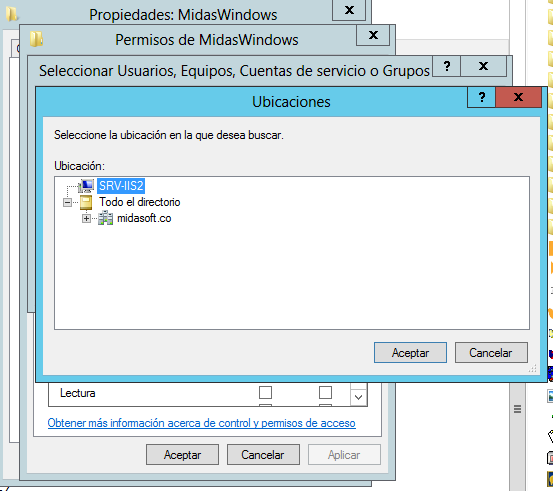 Propiedades: MidasWindows
Permisos de MidasWindows
Seleccionar Usuarios, Equipos, Cuentas de servicio o Grupos
Ubicaciones
Seleccione la ubicación en la que desea buscar.
Ubicación:
SRV-IIS2
Todo el directorio
midasoft.co
Aceptar Cancelar
Lectura
Obtener más información acerca de control y permisos de acceso
Aceptar Cancelar Aplicar